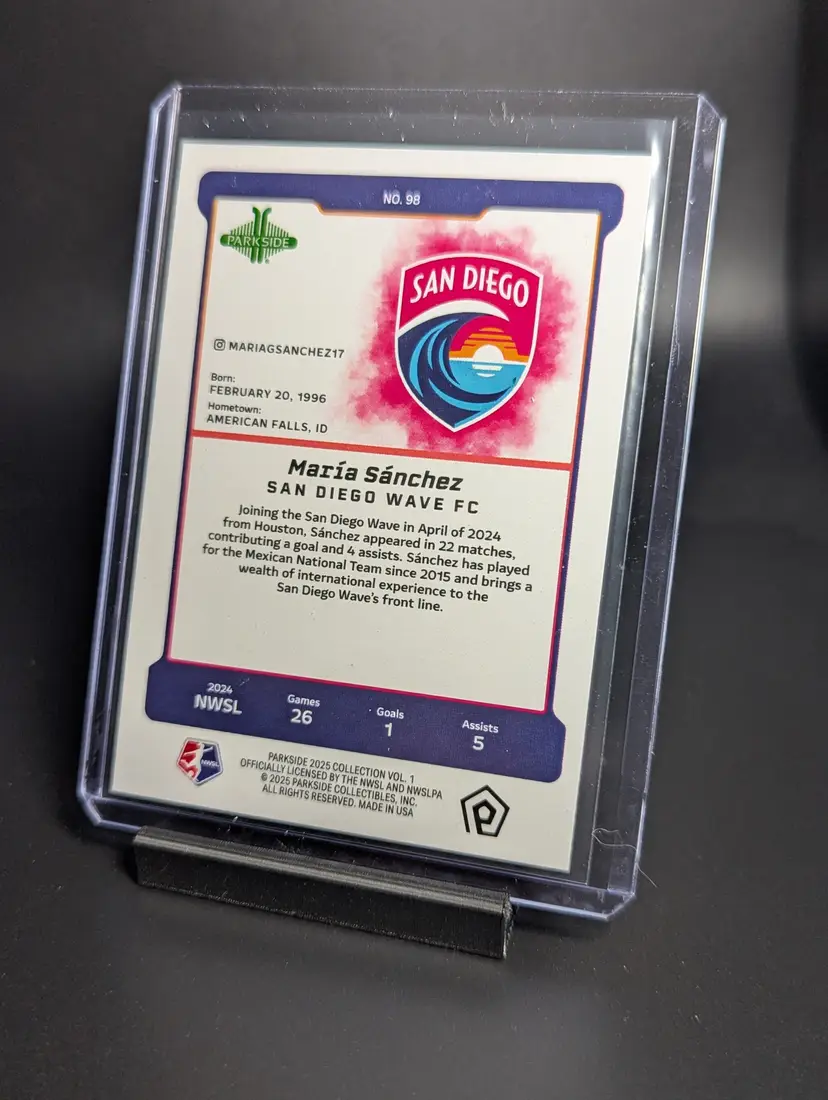 NO. 98
PARKSIDE
SAN DIEGO
MARIAGSANCHEZ17
Born:
FEBRUARY 20, 1996
Hometown:
AMERICAN FALLS, ID
María Sánchez
SAN DIEGO WAVE FC
Joining the San Diego Wave in April of 2024
from Houston, Sánchez appeared in 22 matches,
contributing a goal and 4 assists. Sánchez has played
for the Mexican National Team since 2015 and brings a
wealth of international experience to the
San Diego Wave's front line.
2024
NWSL
Games
26
Goals
1
Assists
5
NWSL
PARKSIDE 2025 COLLECTION VOL. 1
OFFICIALLY LICENSED BY THE NWSL AND NWSLPA
© 2025 PARKSIDE COLLECTIBLES, INC.
ALL RIGHTS RESERVED. MADE IN USA